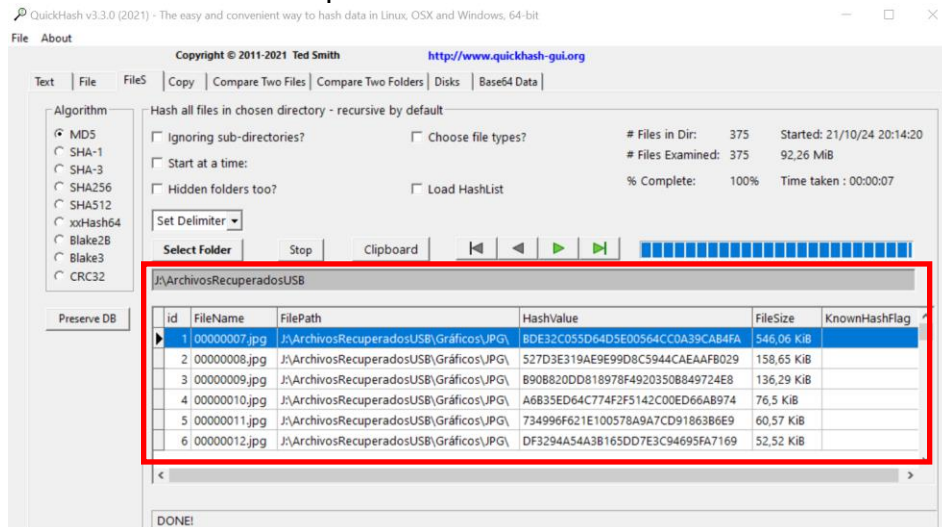 QuickHash v3.3.0 (2021) - The easy and convenient way to hash data in Linux, OSX and Windows, 64-bit
File About
Copyright © 2011-2021 Ted Smith http://www.quickhash-gui.org
Text File FileS Copy Compare Two Files Compare Two Folders Disks Base64 Data
Algorithm
MD5
SHA-1
SHA-3
SHA256
SHA512
xxHash64
Blake2B
Blake3
CRC32
Preserve DB
Hash all files in chosen directory - recursive by default
Ignoring sub-directories? Choose file types?
Start at a time:
Hidden folders too? Load HashList
# Files in Dir: 375 Started: 21/10/24 20:14:20
# Files Examined: 375 92,26 MiB
% Complete: 100% Time taken : 00:00:07
Set Delimiter
Select Folder Stop Clipboard
J:\ArchivosRecuperadosUSB
id FileName FilePath HashValue FileSize KnownHashFlag
1 00000007.jpg J:\ArchivosRecuperadosUSB\Gráficos\JPG\ BDE32C055D64D5E00564CC0A39CAB4FA 546,06 KiB
2 00000008.jpg J:\ArchivosRecuperadosUSB\Gráficos\JPG\ 527D3E319AE9E99D8C5944CAEAAFB029 158,65 KiB
3 00000009.jpg J:\ArchivosRecuperadosUSB\Gráficos\JPG\ B90B820DD818978F4920350B849724E8 136,29 KiB
4 00000010.jpg J:\ArchivosRecuperadosUSB\Gráficos\JPG\ A6B35ED64C774F2F5142C00ED66AB974 76,5 KiB
5 00000011.jpg J:\ArchivosRecuperadosUSB\Gráficos\JPG\ 734996F621E100578A9A7CD91863B6E9 60,57 KiB
6 00000012.jpg J:\ArchivosRecuperadosUSB\Gráficos\JPG\ DF3294A54A3B165DD7E3C94695FA7169 52,52 KiB
DONE!